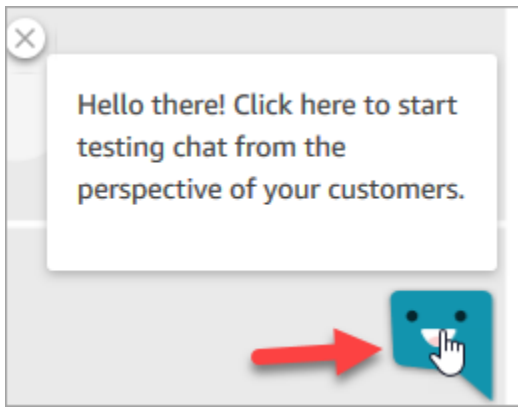 Hello there! Click here to start
testing chat from the
perspective of your customers.